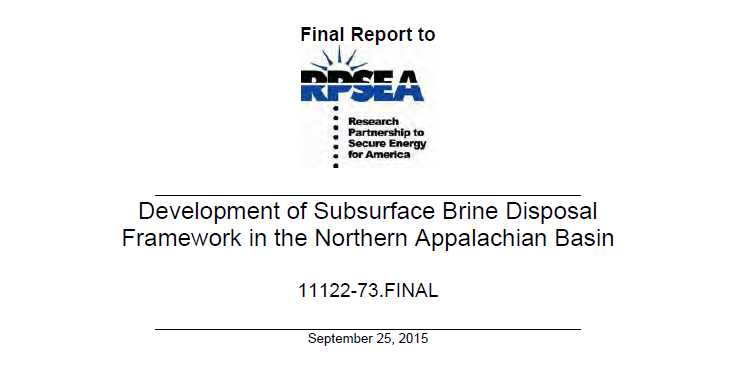 Final Report to
RPSEA
Research
Partnership to
Secure Energy
for America
Development of Subsurface Brine Disposal
Framework in the Northern Appalachian Basin
11122-73.FINAL
September 25, 2015